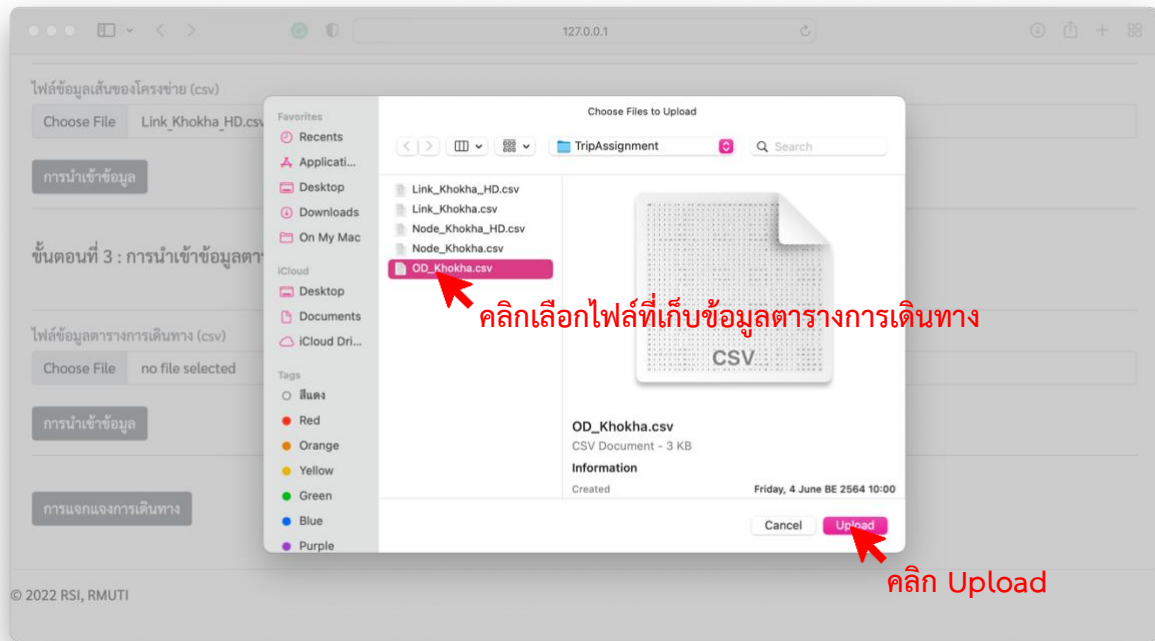 127.0.0.1
ไฟล์ข้อมูลเส้นของโครงข่าย (csv)
Choose File Link_Khokha_HD.csv
การนำเข้าข้อมูล
ขั้นตอนที่ 3 : การนำเข้าข้อมูลตา
ไฟล์ข้อมูลตารางการเดินทาง (csv)
Choose File no file selected
การนำเข้าข้อมูล
การแจกแจงการเดินทาง
© 2022 RSI, RMUTI
Choose Files to Upload
TripAssignment
Search
Favorites
Recents
Applicati...
Desktop
Downloads
On My Mac
iCloud
Desktop
Documents
iCloud Dri...
Tags
สีแดง
Red
Orange
Yellow
Green
Blue
Purple
Link_Khokha_HD.csv
Link_Khokha.csv
Node_Khokha_HD.csv
Node_Khokha.csv
OD_Khokha.csv
คลิกเลือกไฟล์ที่เก็บข้อมูลตารางการเดินทาง
CSV
OD_Khokha.csv
CSV Document - 3 KB
Information
Created Friday, 4 June BE 2564 10:00
Cancel Upload
คลิก Upload